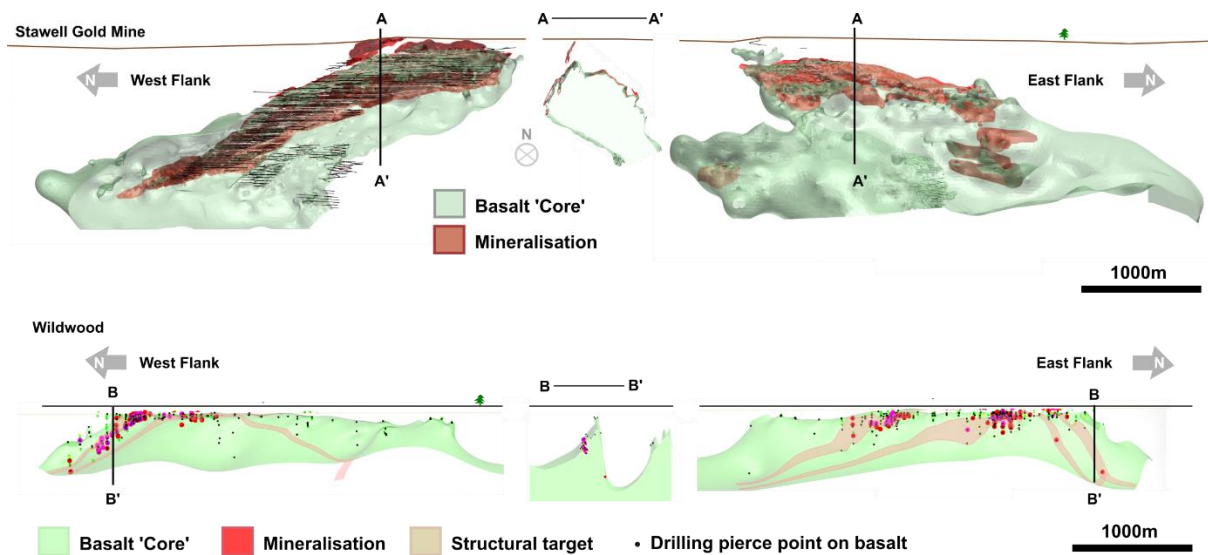 A
A A'
A
Stawell Gold Mine
N West Flank
East Flank N
N
A'
A'
Basalt 'Core'
Mineralisation
1000m
Wildwood
N West Flank
East Flank N
B
B B'
B
B'
B'
Basalt 'Core' Mineralisation Structural target • Drilling pierce point on basalt
1000m